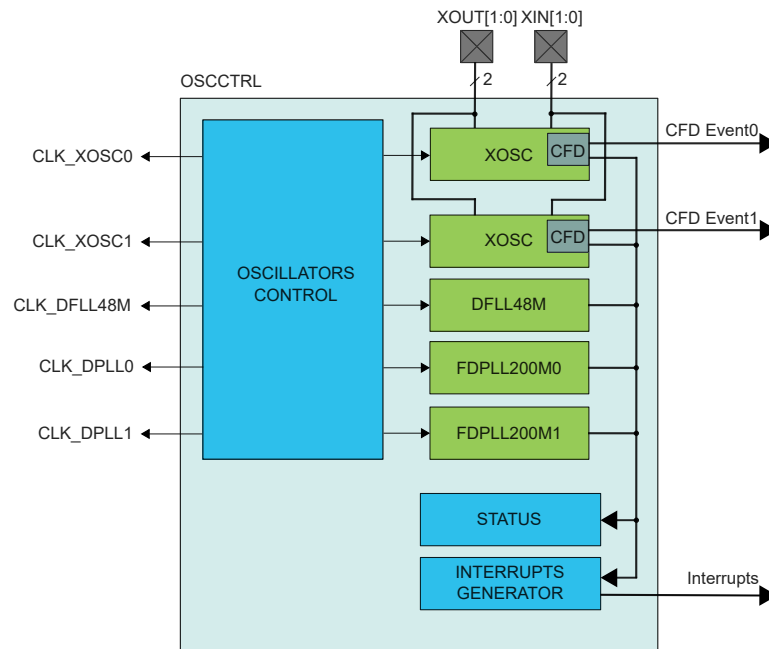 XOUT[1:0] XIN[1:0]
2 2
OSCCTRL
CLK_XOSC0
XOSC
CFD
CFD Event0
CLK_XOSC1
XOSC
CFD
CFD Event1
OSCILLATORS
CONTROL
CLK_DFLL48M
DFLL48M
CLK_DPLL0
FDPLL200M0
CLK_DPLL1
FDPLL200M1
STATUS
INTERRUPTS
GENERATOR
Interrupts